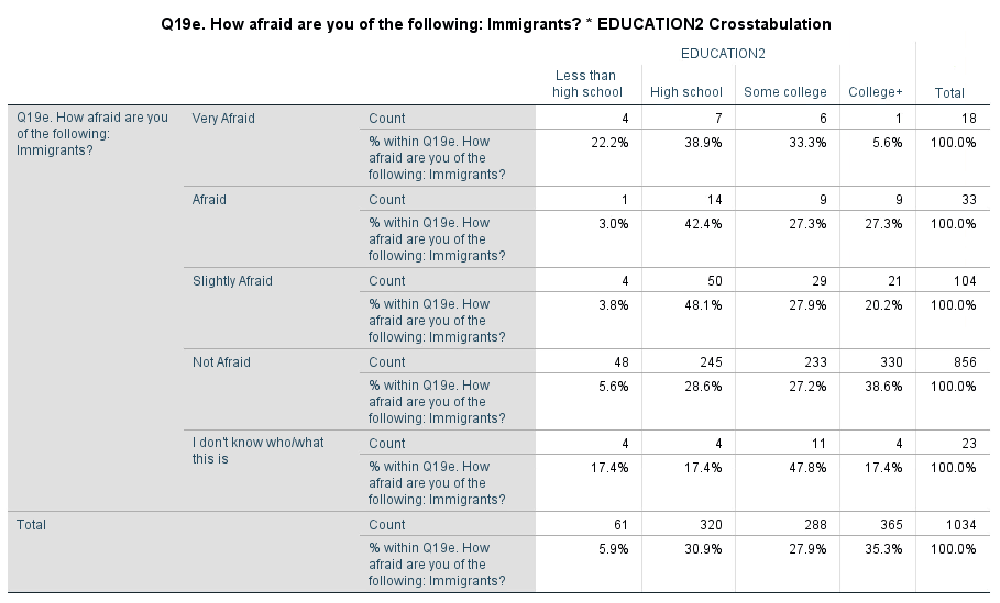 Q19e. How afraid are you of the following: Immigrants? * EDUCATION2 Crosstabulation
EDUCATION2
Less than
high school High school Some college College+ Total
Q19e. How afraid are you
of the following:
Immigrants?
Very Afraid Count 4 7 6 1 18
% within Q19e. How
afraid are you of the
following: Immigrants?
22.2% 38.9% 33.3% 5.6% 100.0%
Afraid Count 1 14 9 9 33
% within Q19e. How
afraid are you of the
following: Immigrants?
3.0% 42.4% 27.3% 27.3% 100.0%
Slightly Afraid Count 4 50 29 21 104
% within Q19e. How
afraid are you of the
following: Immigrants?
3.8% 48.1% 27.9% 20.2% 100.0%
Not Afraid Count 48 245 233 330 856
% within Q19e. How
afraid are you of the
following: Immigrants?
5.6% 28.6% 27.2% 38.6% 100.0%
I don't know who/what
this is
Count 4 4 11 4 23
% within Q19e. How
afraid are you of the
following: Immigrants?
17.4% 17.4% 47.8% 17.4% 100.0%
Total Count 61 320 288 365 1034
% within Q19e. How
afraid are you of the
following: Immigrants?
5.9% 30.9% 27.9% 35.3% 100.0%